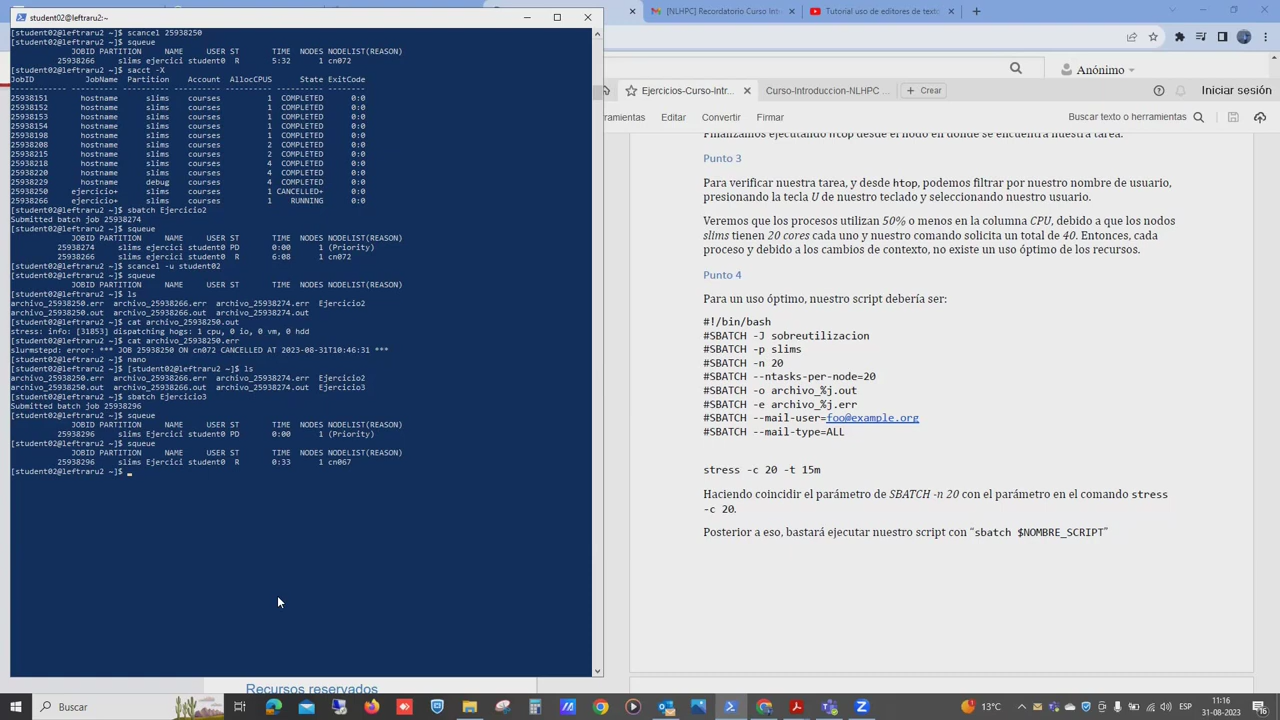 student02@leftraru2:~
[student02@leftraru2 ~]$ scancel 25938250
[student02@leftraru2 ~]$ squeue
JOBID PARTITION NAME USER ST TIME NODES NODELIST(REASON)
25938266 slims ejercici student0 R 5:32 1 cn072
[student02@leftraru2 ~]$ sacct -X
JobID JobName Partition Account AllocCPUS State ExitCode
------------ ---------- ---------- ---------- ---------- ---------- --------
25938151 hostname slims courses 1 COMPLETED 0:0
25938152 hostname slims courses 1 COMPLETED 0:0
25938153 hostname slims courses 1 COMPLETED 0:0
25938154 hostname slims courses 1 COMPLETED 0:0
25938198 hostname slims courses 1 COMPLETED 0:0
25938208 hostname slims courses 2 COMPLETED 0:0
25938215 hostname slims courses 2 COMPLETED 0:0
25938218 hostname slims courses 4 COMPLETED 0:0
25938220 hostname slims courses 4 COMPLETED 0:0
25938229 hostname debug courses 4 COMPLETED 0:0
25938250 ejercicio+ slims courses 1 CANCELLED+ 0:0
25938266 ejercicio+ slims courses 1 RUNNING 0:0
[student02@leftraru2 ~]$ sbatch Ejercicio2
Submitted batch job 25938274
[student02@leftraru2 ~]$ squeue
JOBID PARTITION NAME USER ST TIME NODES NODELIST(REASON)
25938274 slims ejercici student0 PD 0:00 1 (Priority)
25938266 slims ejercici student0 R 6:08 1 cn072
[student02@leftraru2 ~]$ scancel -u student02
[student02@leftraru2 ~]$ squeue
JOBID PARTITION NAME USER ST TIME NODES NODELIST(REASON)
[student02@leftraru2 ~]$ ls
archivo_25938250.err archivo_25938266.err archivo_25938274.err Ejercicio2
archivo_25938250.out archivo_25938266.out archivo_25938274.out
[student02@leftraru2 ~]$ cat archivo_25938250.out
stress: info: [31853] dispatching hogs: 1 cpu, 0 io, 0 vm, 0 hdd
[student02@leftraru2 ~]$ cat archivo_25938250.err
slurmstepd: error: *** JOB 25938250 ON cn072 CANCELLED AT 2023-08-31T10:46:31 ***
[student02@leftraru2 ~]$ nano
[student02@leftraru2 ~]$ [student02@leftraru2 ~]$ ls
archivo_25938250.err archivo_25938266.err archivo_25938274.err Ejercicio2
archivo_25938250.out archivo_25938266.out archivo_25938274.out Ejercicio3
[student02@leftraru2 ~]$ sbatch Ejercicio3
Submitted batch job 25938296
[student02@leftraru2 ~]$ squeue
JOBID PARTITION NAME USER ST TIME NODES NODELIST(REASON)
25938296 slims Ejercici student0 PD 0:00 1 (Priority)
[student02@leftraru2 ~]$ squeue
JOBID PARTITION NAME USER ST TIME NODES NODELIST(REASON)
25938296 slims Ejercici student0 R 0:33 1 cn067
[student02@leftraru2 ~]$
[NLHPC] Recordatorio Curso Intro
Tutorial uso de editores de text
Anónimo
Ejercicios-Curso-Intr...
Curso-Introduccion-NLHPC ...
Crear
Iniciar sesión
Editar Convertir Firmar
Buscar texto o herramientas
Finalizamos ejecutando htop desde el nodo en donde se encuentra nuestra tarea.
Punto 3
Para verificar nuestra tarea, y desde htop, podemos filtrar por nuestro nombre de usuario,
presionando la tecla U de nuestro teclado y seleccionando nuestro usuario.
Veremos que los procesos utilizan 50% o menos en la columna CPU, debido a que los nodos
slims tienen 20 cores cada uno y nuestro comando solicita un total de 40. Entonces, cada
proceso y debido a los cambios de contexto, no existe un uso óptimo de los recursos.
Punto 4
Para un uso óptimo, nuestro script debería ser:
#!/bin/bash
#SBATCH -J sobreutilizacion
#SBATCH -p slims
#SBATCH -n 20
#SBATCH --ntasks-per-node=20
#SBATCH -o archivo_%j.out
#SBATCH -e archivo_%j.err
#SBATCH --mail-user=foo@example.org
#SBATCH --mail-type=ALL
stress -c 20 -t 15m
Haciendo coincidir el parámetro de SBATCH -n 20 con el parámetro en el comando stress
-c 20.
Posterior a eso, bastará ejecutar nuestro script con “sbatch $NOMBRE_SCRIPT”
Recursos reservados
Buscar
13°C
ESP
11:16
31-08-2023